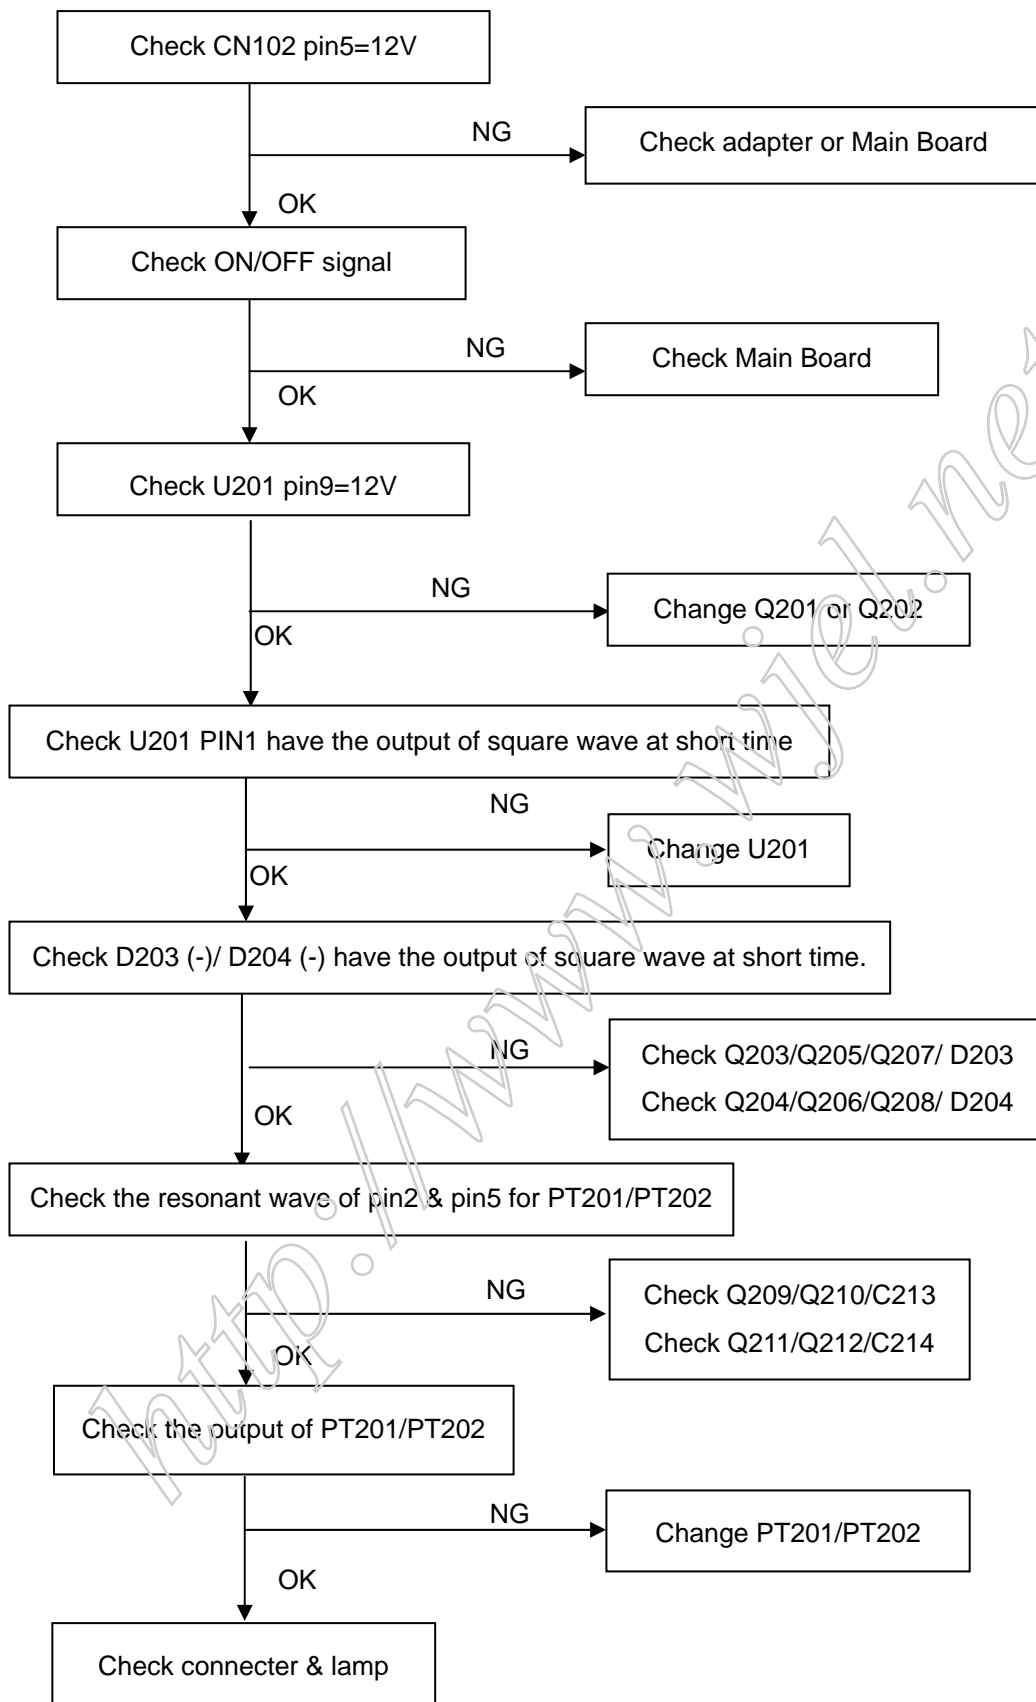 Check CN102 pin5=12V
NG
Check adapter or Main Board
OK
Check ON/OFF signal
NG
Check Main Board
OK
Check U201 pin9=12V
NG
Change Q201 or Q202
OK
Check U201 PIN1 have the output of square wave at short time
NG
Change U201
OK
Check D203 (-)/ D204 (-) have the output of square wave at short time.
NG
Check Q203/Q205/Q207/ D203
Check Q204/Q206/Q208/ D204
OK
Check the resonant wave of pin2 & pin5 for PT201/PT202
NG
Check Q209/Q210/C213
Check Q211/Q212/C214
OK
Check the output of PT201/PT202
NG
Change PT201/PT202
OK
Check connecter & lamp
http://www.wjel.net